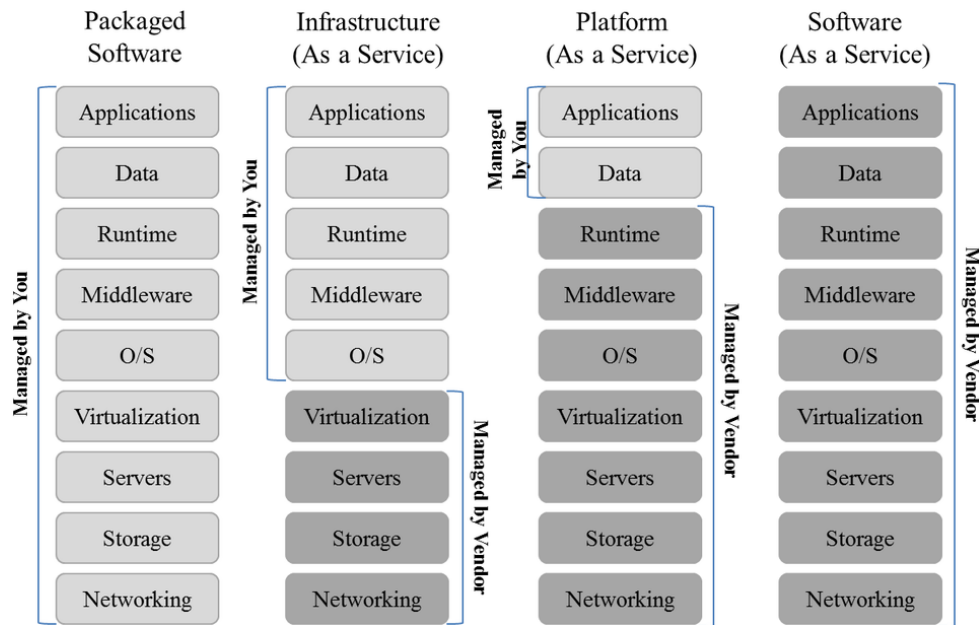 Packaged
Software
Managed by You
Applications
Data
Runtime
Middleware
O/S
Virtualization
Servers
Storage
Networking
Infrastructure
(As a Service)
Managed by You
Applications
Data
Runtime
Middleware
O/S
Virtualization
Servers
Storage
Networking
Managed by Vendor
Platform
(As a Service)
Managed
by You
Applications
Data
Runtime
Middleware
O/S
Virtualization
Servers
Storage
Networking
Managed by Vendor
Software
(As a Service)
Applications
Data
Runtime
Middleware
O/S
Virtualization
Servers
Storage
Networking
Managed by Vendor